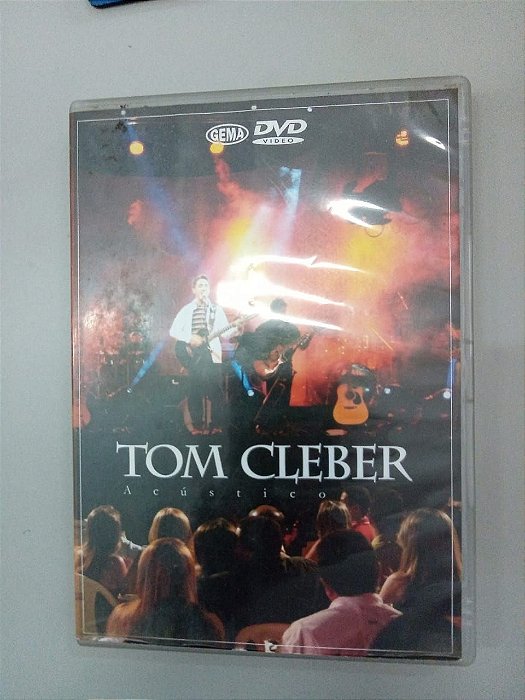 GEMA DVD
VIDEO
TOM CLEBER
Acústico